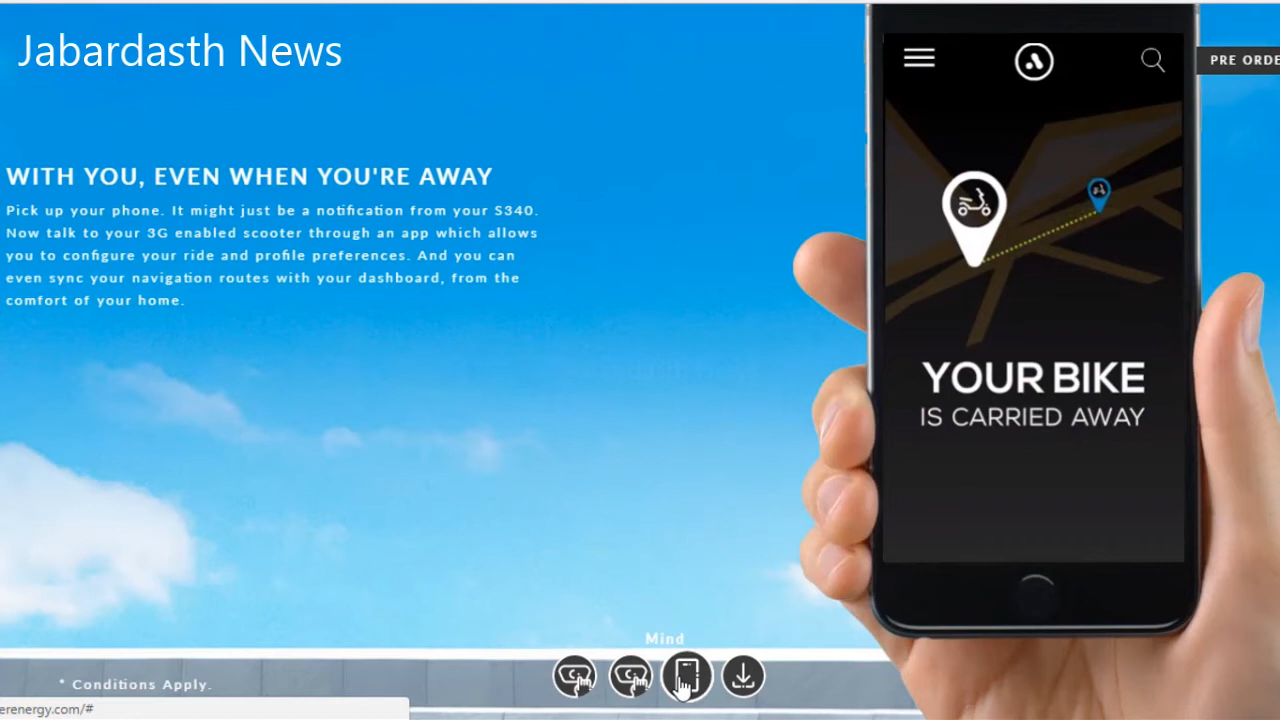 Jabardasth News
PRE ORDE
WITH YOU, EVEN WHEN YOU'RE AWAY
Pick up your phone. It might just be a notification from your S340.
Now talk to your 3G enabled scooter through an app which allows
you to configure your ride and profile preferences. And you can
even sync your navigation routes with your dashboard, from the
comfort of your home.
YOUR BIKE
IS CARRIED AWAY
Mind
* Conditions Apply.
erenergy.com/#